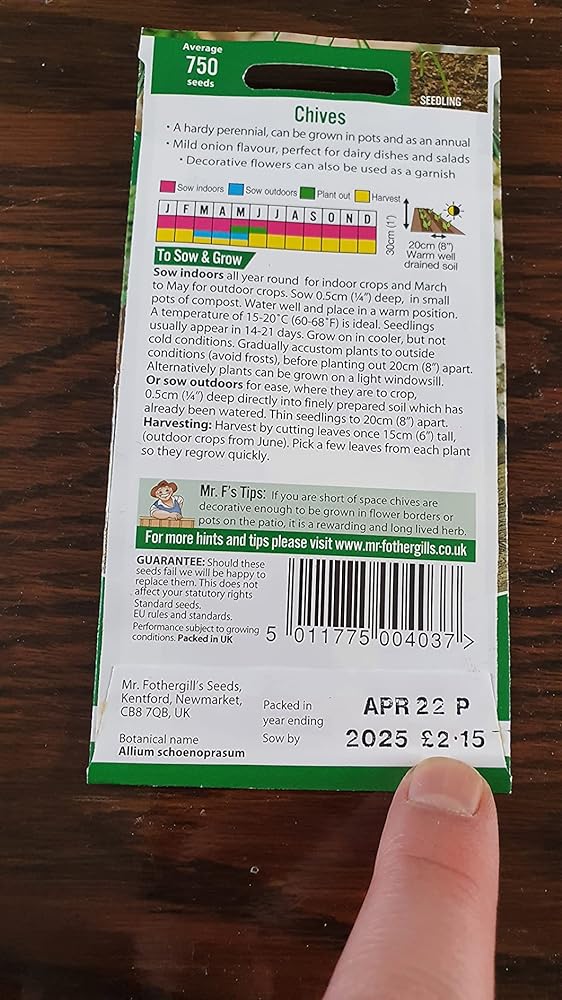 Average
750
seeds
SEEDLING
Chives
• A hardy perennial, can be grown in pots and as an annual
• Mild onion flavour, perfect for dairy dishes and salads
• Decorative flowers can also be used as a garnish
Sow indoors Sow outdoors Plant out Harvest
J F M A M J J A S O N D
30cm (1')
20cm (8")
Warm well
drained soil
To Sow & Grow
Sow indoors all year round for indoor crops and March
to May for outdoor crops. Sow 0.5cm (¼") deep, in small
pots of compost. Water well and place in a warm position.
A temperature of 15-20˚C (60-68˚F) is ideal. Seedlings
usually appear in 14-21 days. Grow on in cooler, but not
cold conditions. Gradually accustom plants to outside
conditions (avoid frosts), before planting out 20cm (8") apart.
Alternatively plants can be grown on a light windowsill.
Or sow outdoors for ease, where they are to crop,
0.5cm (¼") deep directly into finely prepared soil which has
already been watered. Thin seedlings to 20cm (8") apart.
Harvesting: Harvest by cutting leaves once 15cm (6") tall,
(outdoor crops from June). Pick a few leaves from each plant
so they regrow quickly.
Mr. F's Tips: If you are short of space chives are
decorative enough to be grown in flower borders or
pots on the patio, it is a rewarding and long lived herb.
For more hints and tips please visit www.mr-fothergills.co.uk
GUARANTEE: Should these
seeds fail we will be happy to
replace them. This does not
affect your statutory rights
Standard seeds.
EU rules and standards.
Performance subject to growing
conditions. Packed in UK
5 011775 004037 >
Mr. Fothergill's Seeds,
Kentford, Newmarket,
CB8 7QB, UK
Packed in
year ending
APR 22 P
Sow by
2025 £2.15
Botanical name
Allium schoenoprasum